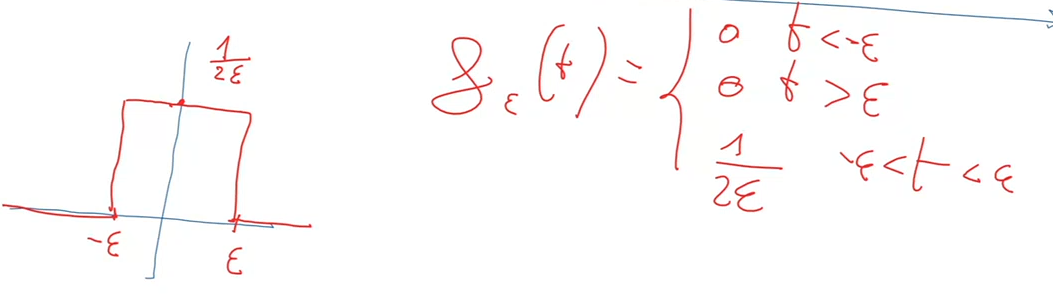 1/2ε
-ε
ε
δ_ε(t) = {
0 t < -ε
0 t > ε
1/2ε -ε < t < ε